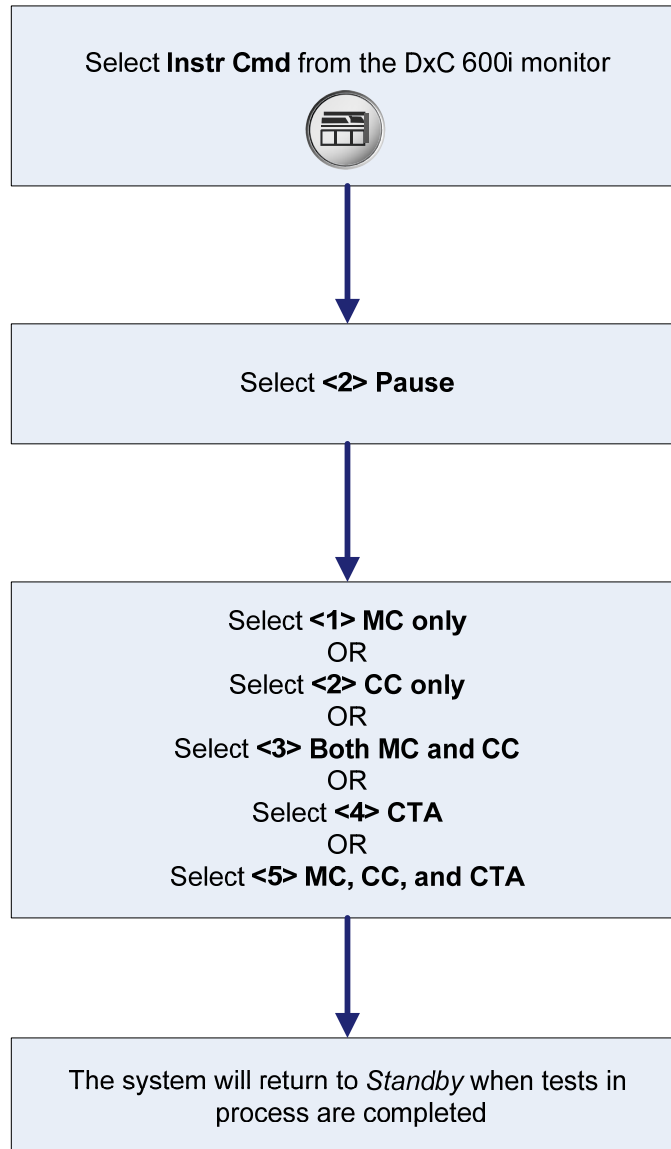 Select Instr Cmd from the DxC 600i monitor
Select <2> Pause
Select <1> MC only
OR
Select <2> CC only
OR
Select <3> Both MC and CC
OR
Select <4> CTA
OR
Select <5> MC, CC, and CTA
The system will return to Standby when tests in
process are completed